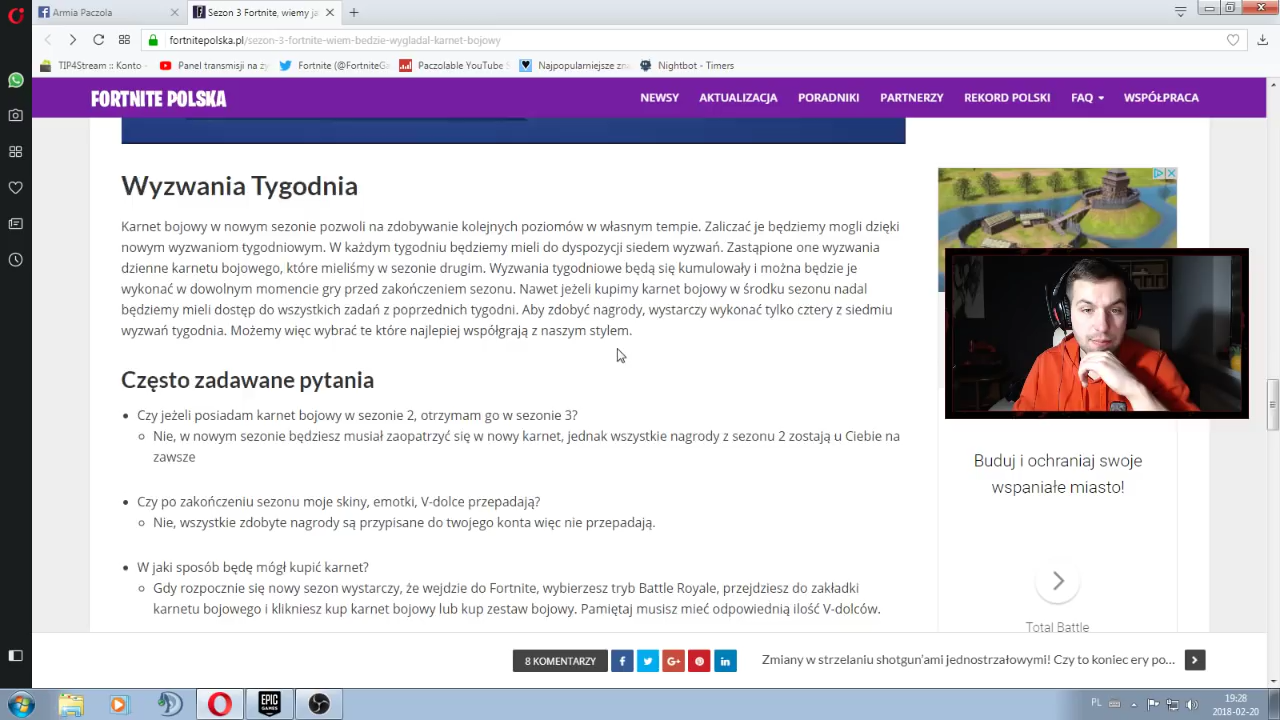 Armia Paczola
Sezon 3 Fortnite, wiemy ja
fortnitepolska.pl/sezon-3-fortnite-wiem-bedzie-wygladal-karnet-bojowy
TIP4Stream :: Konto
Panel transmisji na ży
Fortnite (@FortniteGa
Paczolable YouTube S
Najpopularniejsze zna
Nightbot - Timers
FORTNITE POLSKA
NEWSY
AKTUALIZACJA
PORADNIKI
PARTNERZY
REKORD POLSKI
FAQ
WSPÓŁPRACA
Wyzwania Tygodnia
Karnet bojowy w nowym sezonie pozwoli na zdobywanie kolejnych poziomów w własnym tempie. Zaliczać je będziemy mogli dzięki
nowym wyzwaniom tygodniowym. W każdym tygodniu będziemy mieli do dyspozycji siedem wyzwań. Zastąpione one wyzwania
dzienne karnetu bojowego, które mieliśmy w sezonie drugim. Wyzwania tygodniowe będą się kumulowały i można będzie je
wykonać w dowolnym momencie gry przed zakończeniem sezonu. Nawet jeżeli kupimy karnet bojowy w środku sezonu nadal
będziemy mieli dostęp do wszystkich zadań z poprzednich tygodni. Aby zdobyć nagrody, wystarczy wykonać tylko cztery z siedmiu
wyzwań tygodnia. Możemy więc wybrać te które najlepiej współgrają z naszym stylem.
Często zadawane pytania
Czy jeżeli posiadam karnet bojowy w sezonie 2, otrzymam go w sezonie 3?
Nie, w nowym sezonie będziesz musiał zaopatrzyć się w nowy karnet, jednak wszystkie nagrody z sezonu 2 zostają u Ciebie na
zawsze
Czy po zakończeniu sezonu moje skiny, emotki, V-dolce przepadają?
Nie, wszystkie zdobyte nagrody są przypisane do twojego konta więc nie przepadają.
W jaki sposób będę mógł kupić karnet?
Gdy rozpocznie się nowy sezon wystarczy, że wejdzie do Fortnite, wybierzesz tryb Battle Royale, przejdziesz do zakładki
karnetu bojowego i klikniesz kup karnet bojowy lub kup zestaw bojowy. Pamiętaj musisz mieć odpowiednią ilość V-dolców.
Buduj i ochraniaj swoje
wspaniałe miasto!
Total Battle
8 KOMENTARZY
Zmiany w strzelaniu shotgun'ami jednostrzałowymi! Czy to koniec ery po...
EPIC
GAMES
PL
19:28
2018-02-20